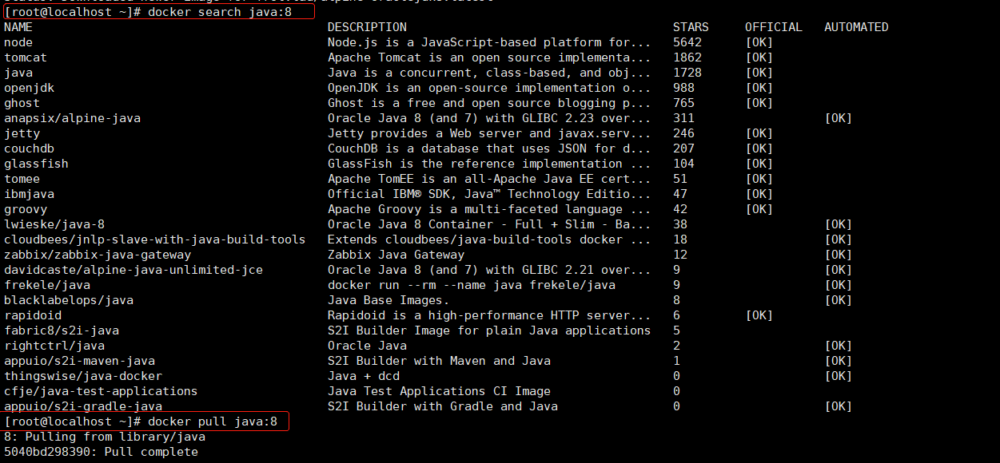 [root@localhost ~]# docker search java:8
NAME DESCRIPTION STARS OFFICIAL AUTOMATED
node Node.js is a JavaScript-based platform for... 5642 [OK]
tomcat Apache Tomcat is an open source implementa... 1862 [OK]
java Java is a concurrent, class-based, and obj... 1728 [OK]
openjdk OpenJDK is an open-source implementation o... 988 [OK]
ghost Ghost is a free and open source blogging p... 765 [OK]
anapsix/alpine-java Oracle Java 8 (and 7) with GLIBC 2.23 over... 311 [OK]
jetty Jetty provides a Web server and javax.serv... 246 [OK]
couchdb CouchDB is a database that uses JSON for d... 207 [OK]
glassfish GlassFish is the reference implementation ... 104 [OK]
tomee Apache TomEE is an all-Apache Java EE cert... 51 [OK]
ibmjava Official IBM® SDK, Java™ Technology Editio... 47 [OK]
groovy Apache Groovy is a multi-faceted language ... 42 [OK]
lwieske/java-8 Oracle Java 8 Container - Full + Slim - Ba... 38 [OK]
cloudbees/jnlp-slave-with-java-build-tools Extends cloudbees/java-build-tools docker ... 18 [OK]
zabbix/zabbix-java-gateway Zabbix Java Gateway 12 [OK]
davidcaste/alpine-java-unlimited-jce Oracle Java 8 (and 7) with GLIBC 2.21 over... 9 [OK]
frekele/java docker run --rm --name java frekele/java 9 [OK]
blacklabelops/java Java Base Images. 8 [OK]
rapidoid Rapidoid is a high-performance HTTP server... 6 [OK]
fabric8/s2i-java S2I Builder Image for plain Java applications 5
rightctrl/java Oracle Java 2 [OK]
appuio/s2i-maven-java S2I Builder with Maven and Java 1 [OK]
thingswise/java-docker Java + dcd 0 [OK]
cfje/java-test-applications Java Test Applications CI Image 0
appuio/s2i-gradle-java S2I Builder with Gradle and Java 0 [OK]
[root@localhost ~]# docker pull java:8
8: Pulling from library/java
5040bd298390: Pull complete